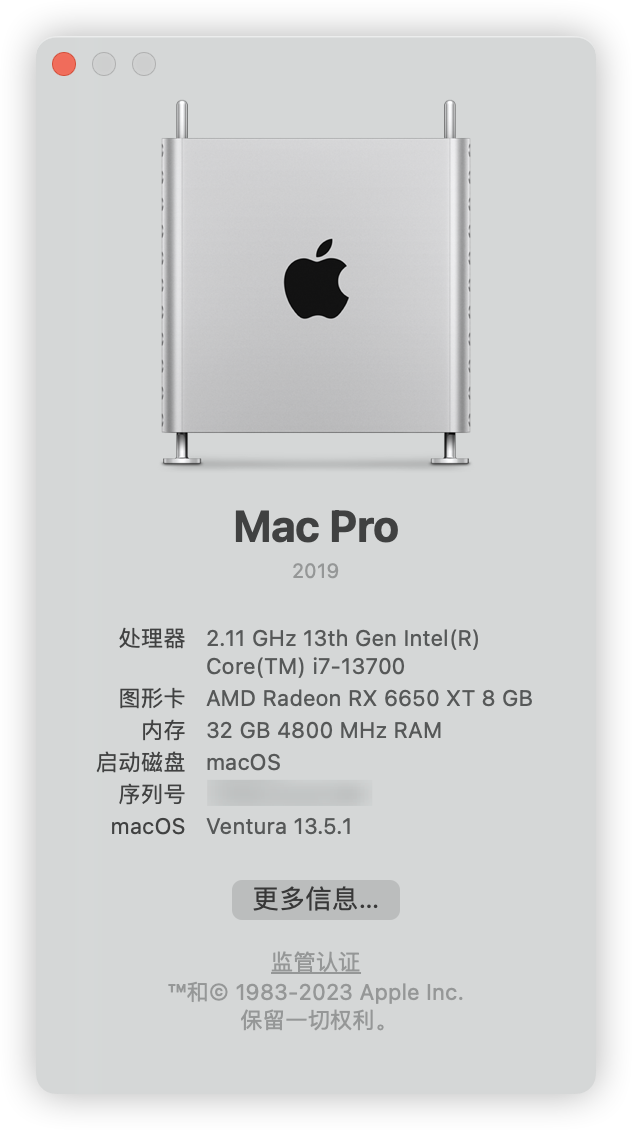 Mac Pro
2019
处理器 2.11 GHz 13th Gen Intel(R)
Core(TM) i7-13700
图形卡 AMD Radeon RX 6650 XT 8 GB
内存 32 GB 4800 MHz RAM
启动磁盘 macOS
序列号
macOS Ventura 13.5.1
更多信息...
监管认证
™和© 1983-2023 Apple Inc.
保留一切权利。